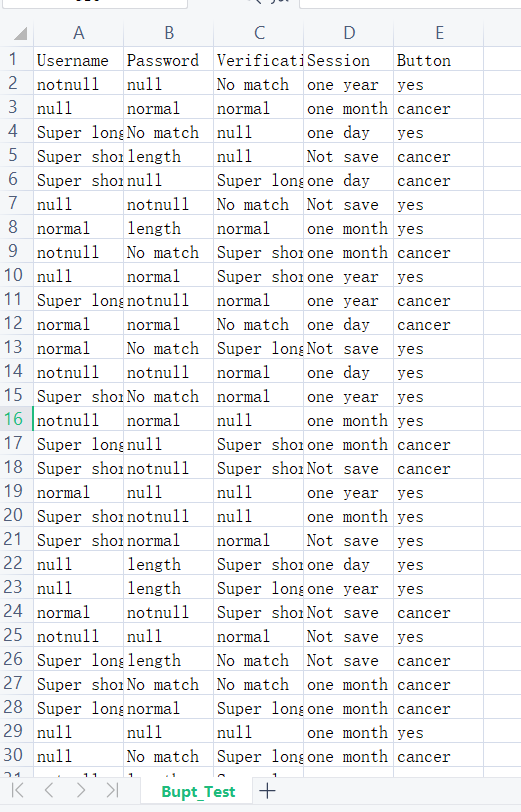 A B C D E
1 Username Password Verificati Session Button
2 notnull null No match one year yes
3 null normal normal one month cancer
4 Super long No match null one day yes
5 Super shor length null Not save cancer
6 Super shor null Super long one day cancer
7 null notnull No match Not save yes
8 normal length normal one month yes
9 notnull No match Super shor one month cancer
10 null normal Super shor one year yes
11 Super long notnull normal one year cancer
12 normal normal No match one day cancer
13 normal No match Super long Not save yes
14 notnull notnull normal one day yes
15 Super shor No match normal one year yes
16 notnull normal null one month yes
17 Super long null Super shor one month cancer
18 Super shor notnull Super shor Not save cancer
19 normal null null one year yes
20 Super shor notnull null one month yes
21 Super shor normal normal Not save yes
22 null length Super shor one day yes
23 null length Super long one year yes
24 normal notnull Super shor Not save cancer
25 notnull null normal Not save yes
26 Super long length No match Not save cancer
27 Super shor No match No match one month cancer
28 Super long normal Super long one month cancer
29 null null null one month yes
30 null No match Super long one month cancer
Bupt_Test